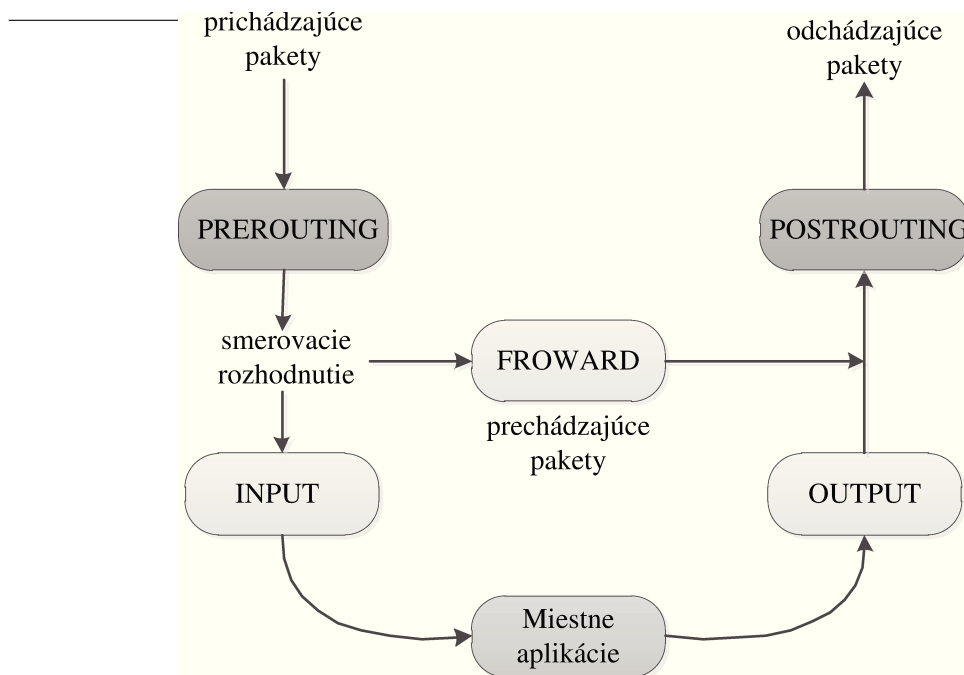 prichádzajúce
pakety
odchádzajúce
pakety
PREROUTING
POSTROUTING
smerovacie
rozhodnutie
FROWARD
prechádzajúce
pakety
INPUT
OUTPUT
Miestne
aplikácie